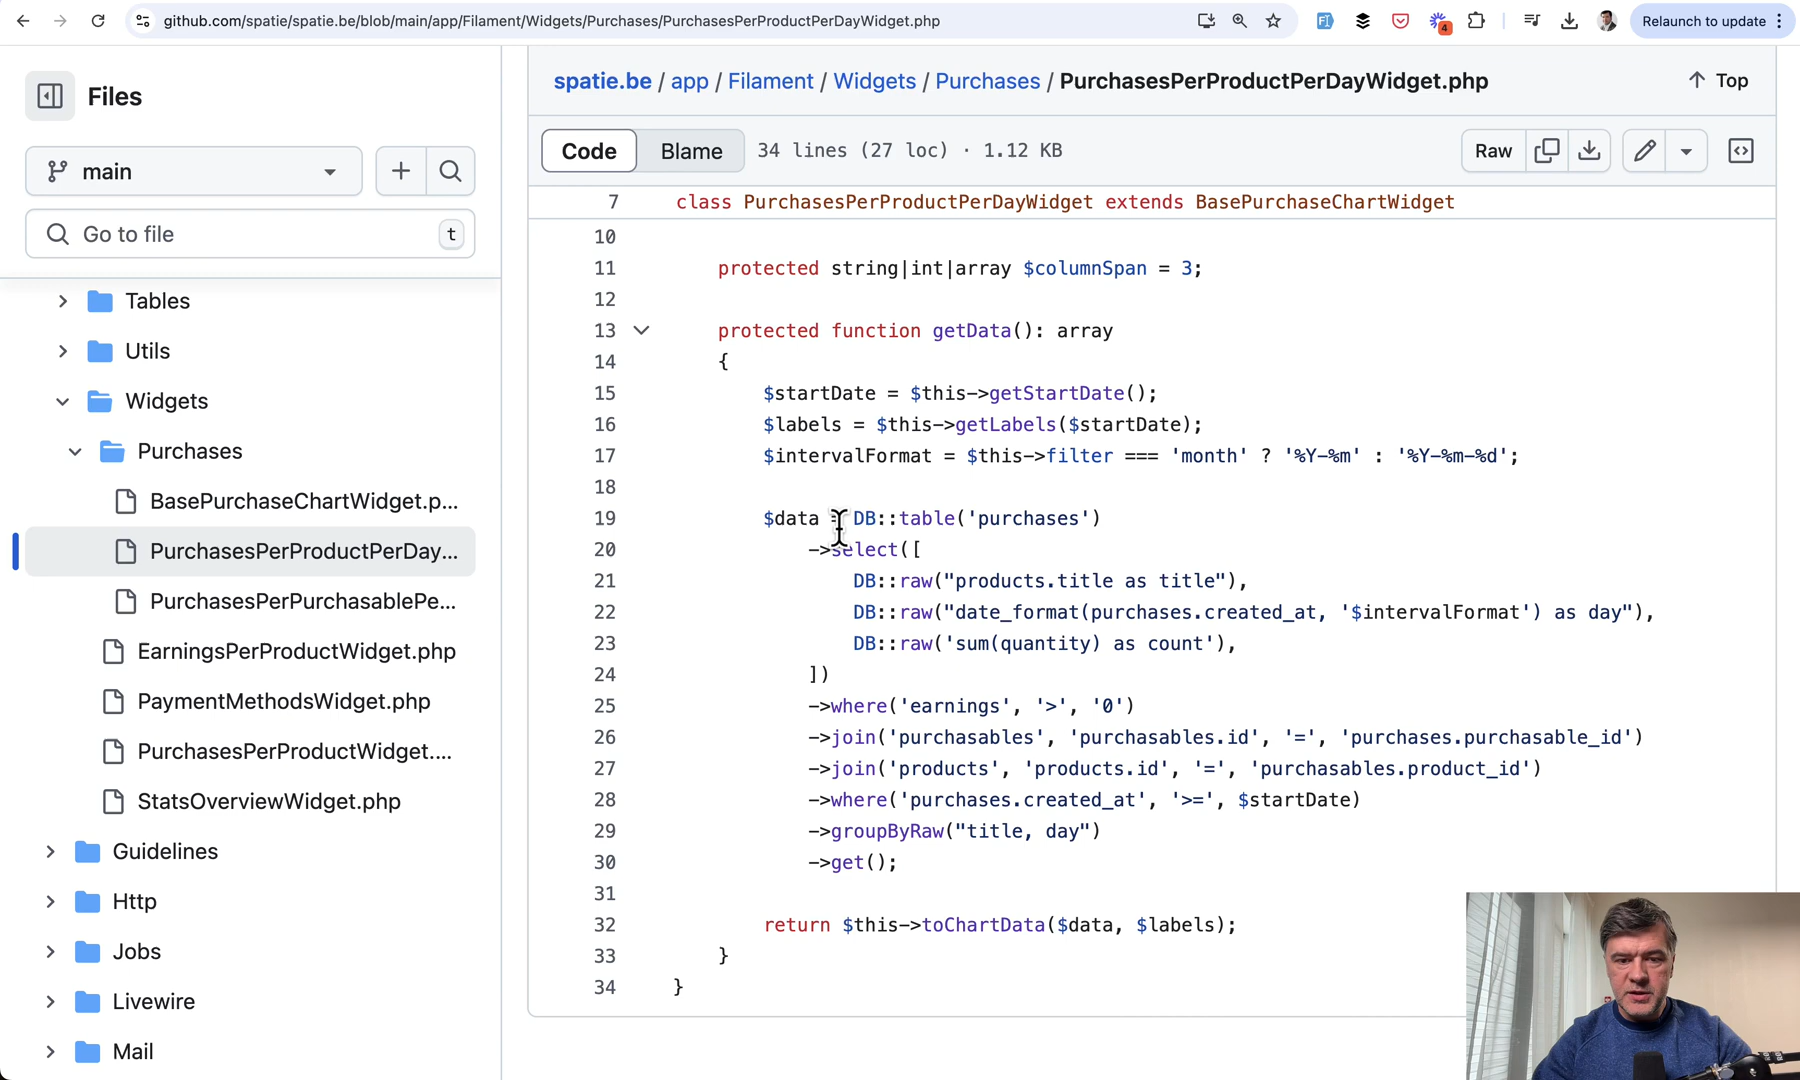 github.com/spatie/spatie.be/blob/main/app/Filament/Widgets/Purchases/PurchasesPerProductPerDayWidget.php
4
Relaunch to update
Files
main
Go to file
t
Tables
Utils
Widgets
Purchases
BasePurchaseChartWidget.p...
PurchasesPerProductPerDay...
PurchasesPerPurchasablePe...
EarningsPerProductWidget.php
PaymentMethodsWidget.php
PurchasesPerProductWidget....
StatsOverviewWidget.php
Guidelines
Http
Jobs
Livewire
Mail
spatie.be / app / Filament / Widgets / Purchases / PurchasesPerProductPerDayWidget.php
Top
Code
Blame
34 lines (27 loc) · 1.12 KB
Raw
7 class PurchasesPerProductPerDayWidget extends BasePurchaseChartWidget
10
11 protected string|int|array $columnSpan = 3;
12
13 protected function getData(): array
14 {
15 $startDate = $this->getStartDate();
16 $labels = $this->getLabels($startDate);
17 $intervalFormat = $this->filter === 'month' ? '%Y-%m' : '%Y-%m-%d';
18
19 $data = DB::table('purchases')
20 ->select([
21 DB::raw("products.title as title"),
22 DB::raw("date_format(purchases.created_at, '$intervalFormat') as day"),
23 DB::raw('sum(quantity) as count'),
24 ])
25 ->where('earnings', '>', '0')
26 ->join('purchasables', 'purchasables.id', '=', 'purchases.purchasable_id')
27 ->join('products', 'products.id', '=', 'purchasables.product_id')
28 ->where('purchases.created_at', '>=', $startDate)
29 ->groupByRaw("title, day")
30 ->get();
31
32 return $this->toChartData($data, $labels);
33 }
34 }